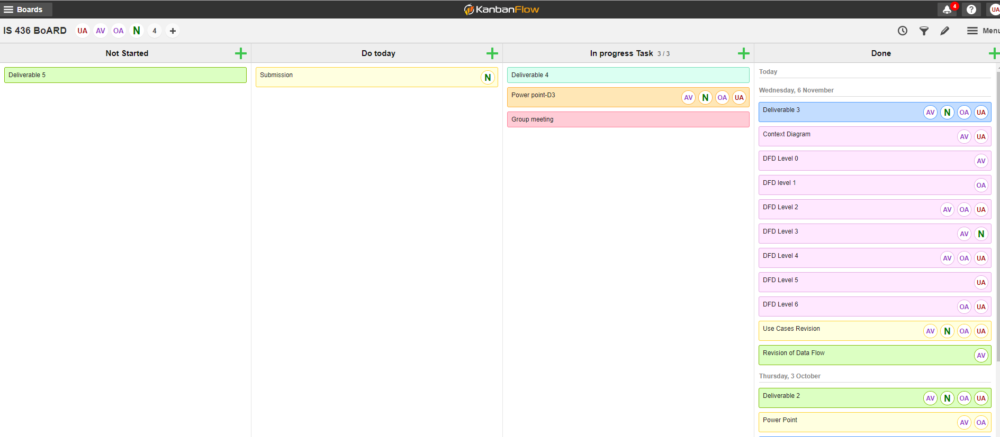 Boards
KanbanFlow
4
?
UA
IS 436 BoARD
UA AV OA N 4 +
Menu
Not Started
Do today
In progress Task 3 / 3
Done
Deliverable 5
Submission
N
Deliverable 4
Power point-D3
AV N OA UA
Group meeting
Today
Wednesday, 6 November
Deliverable 3
AV N OA UA
Context Diagram
AV UA
DFD Level 0
AV
DFD level 1
OA
DFD Level 2
AV OA UA
DFD Level 3
AV N
DFD Level 4
AV OA UA
DFD Level 5
UA
DFD Level 6
OA UA
Use Cases Revision
AV N OA UA
Revision of Data Flow
AV
Thursday, 3 October
Deliverable 2
AV N OA UA
Power Point
AV OA